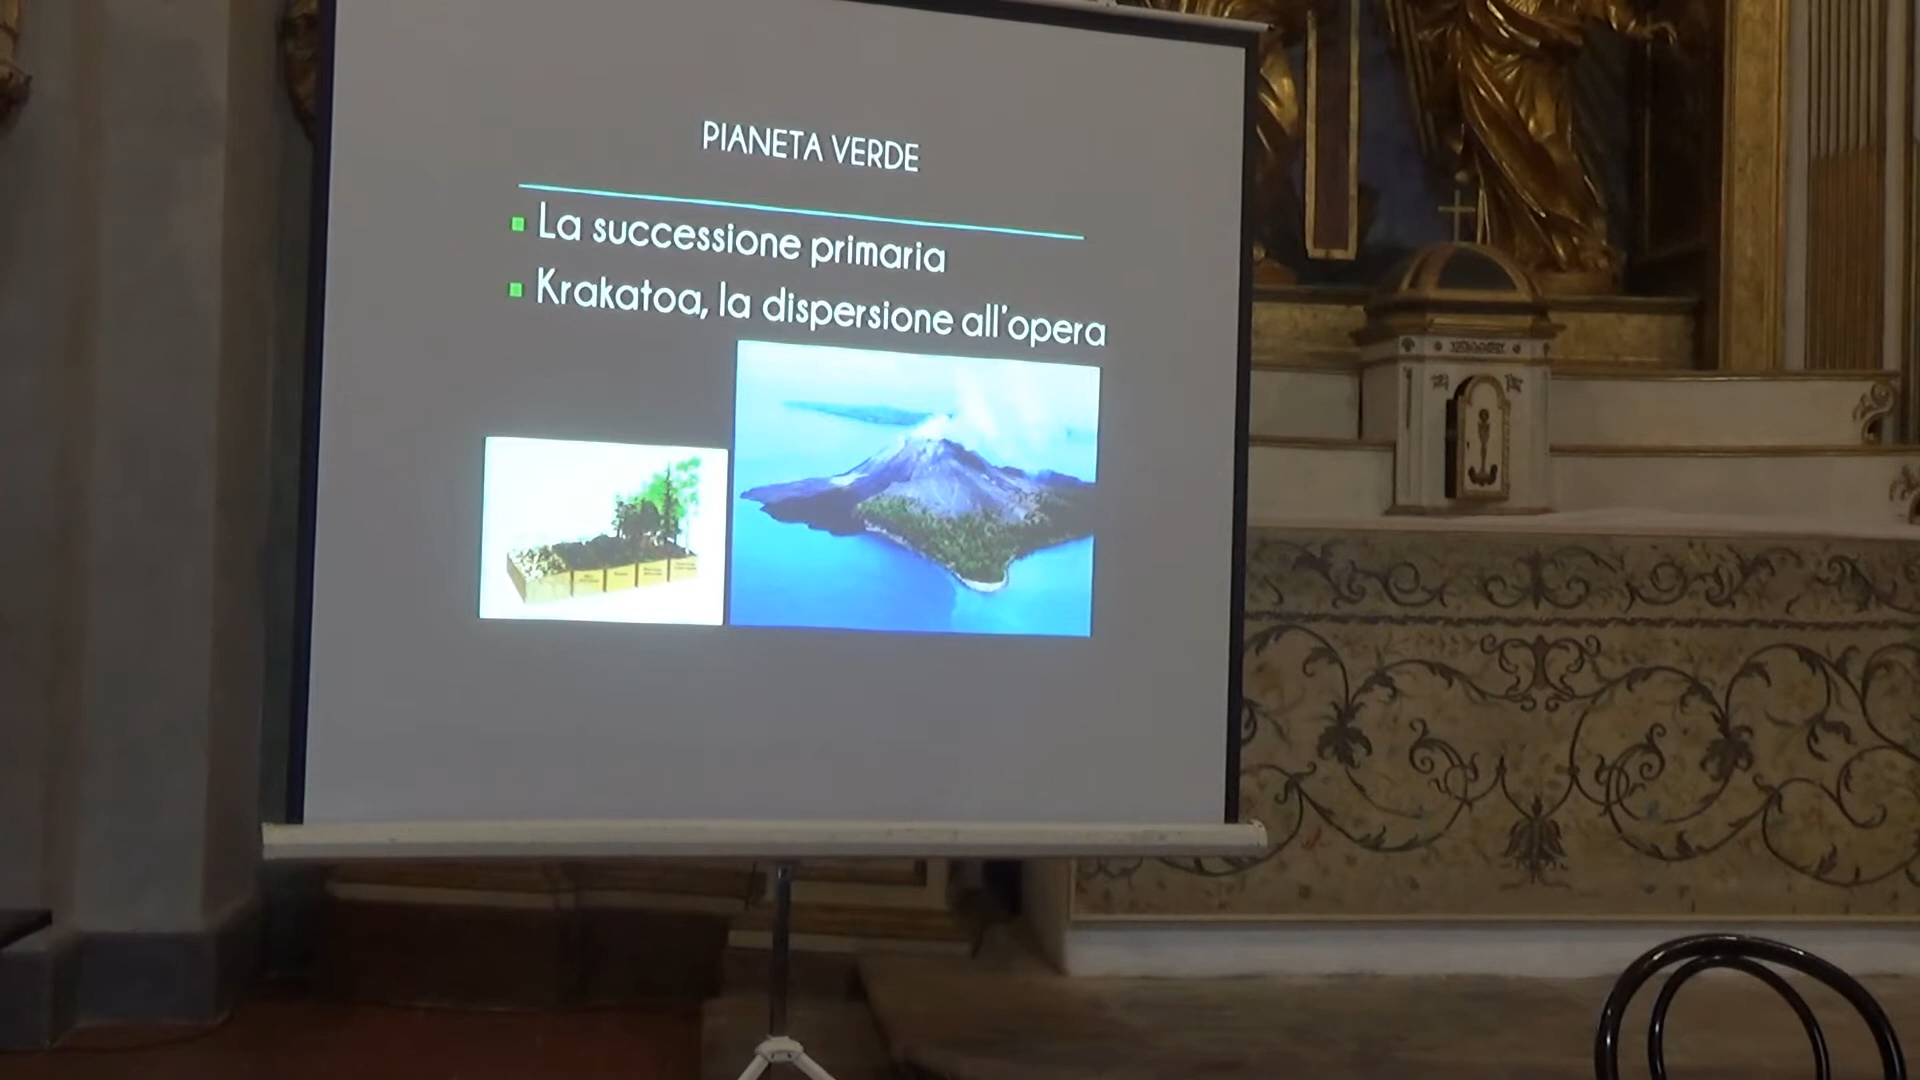 PIANETA VERDE
La successione primaria
Krakatoa, la dispersione all'opera